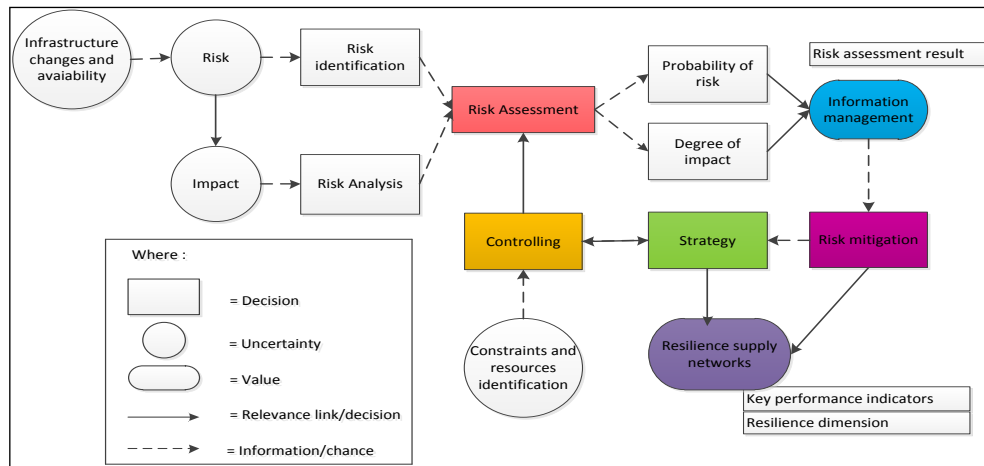 Infrastructure
changes and
avaiability
Risk
Risk
identification
Impact
Risk Analysis
Risk Assessment
Probability of
risk
Degree of
impact
Risk assessment result
Information
management
Controlling
Strategy
Risk mitigation
Constraints and
resources
identification
Resilience supply
networks
Key performance indicators
Resilience dimension
Where :
= Decision
= Uncertainty
= Value
= Relevance link/decision
= Information/chance